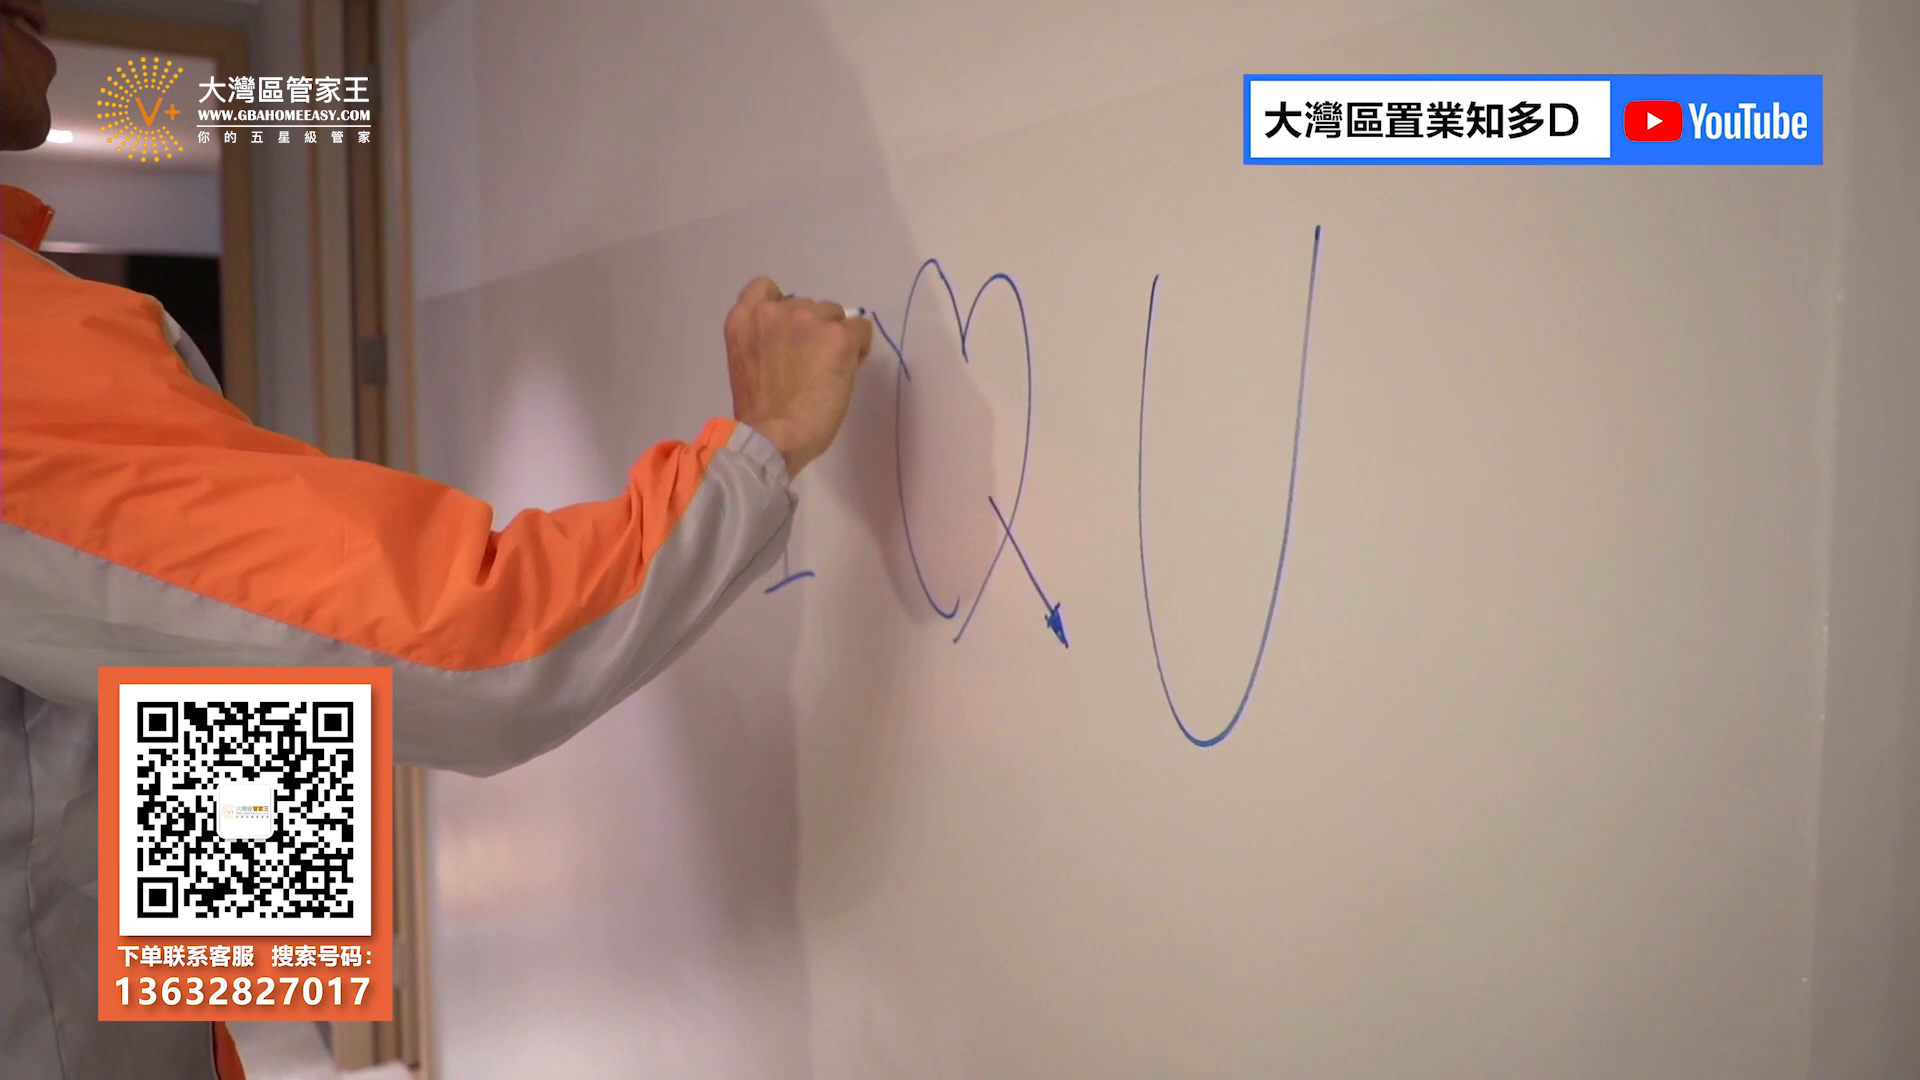 大灣區管家王
WWW.GBAHOMEEASY.COM
你的五星級管家
大灣區置業知多D
YouTube
I U
下单联系客服 搜索号码：
13632827017